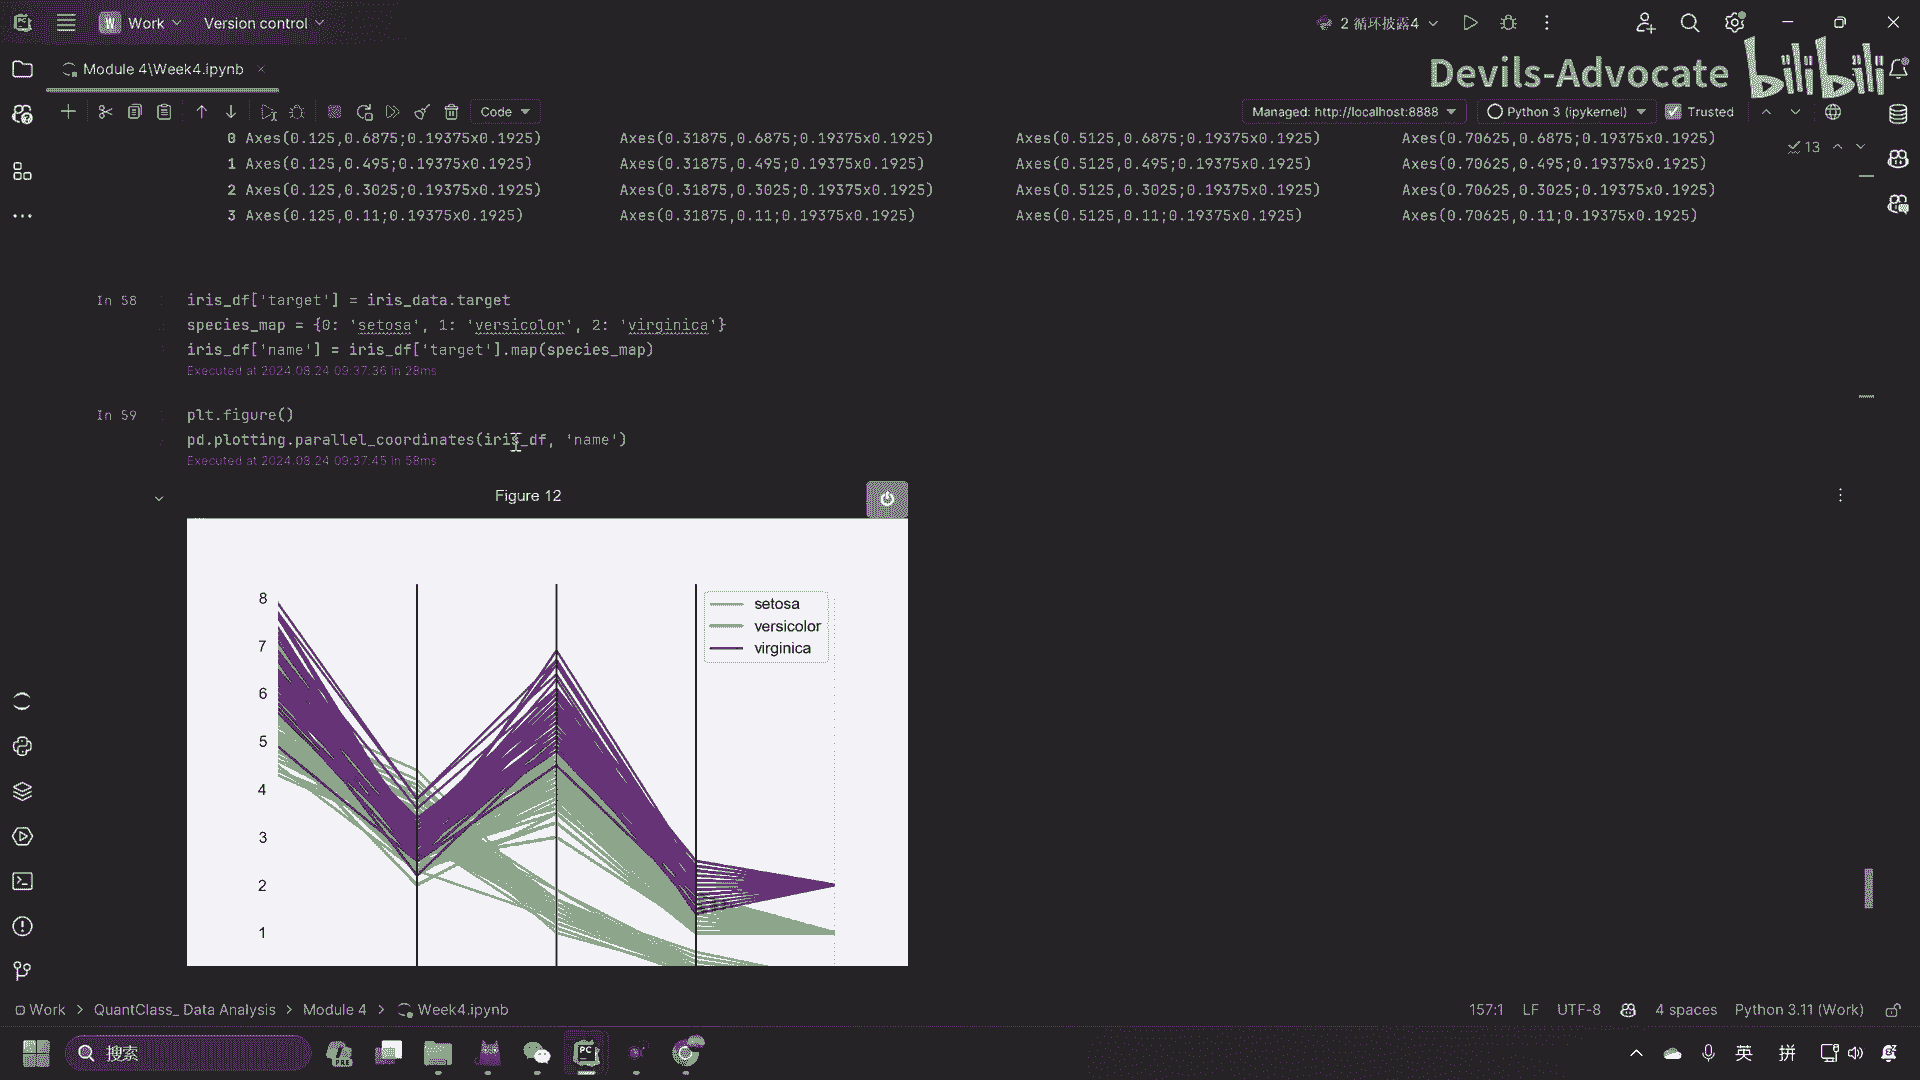 W Work Version control 2 循环披露4
Module 4\Week4.ipynb
Devils-Advocate bilibili
Code Managed: http://localhost:8888 Python 3 (ipykernel) Trusted
0 Axes(0.125,0.6875;0.19375x0.1925) Axes(0.31875,0.6875;0.19375x0.1925) Axes(0.5125,0.6875;0.19375x0.1925) Axes(0.70625,0.6875;0.19375x0.1925)
13
1 Axes(0.125,0.495;0.19375x0.1925) Axes(0.31875,0.495;0.19375x0.1925) Axes(0.5125,0.495;0.19375x0.1925) Axes(0.70625,0.495;0.19375x0.1925)
2 Axes(0.125,0.3025;0.19375x0.1925) Axes(0.31875,0.3025;0.19375x0.1925) Axes(0.5125,0.3025;0.19375x0.1925) Axes(0.70625,0.3025;0.19375x0.1925)
3 Axes(0.125,0.11;0.19375x0.1925) Axes(0.31875,0.11;0.19375x0.1925) Axes(0.5125,0.11;0.19375x0.1925) Axes(0.70625,0.11;0.19375x0.1925)
In 58 iris_df['target'] = iris_data.target
species_map = {0: 'setosa', 1: 'versicolor', 2: 'virginica'}
iris_df['name'] = iris_df['target'].map(species_map)
Executed at 2024.08.24 09:37:36 in 28ms
In 59 plt.figure()
pd.plotting.parallel_coordinates(iris_df, 'name')
Executed at 2024.08.24 09:37:45 in 58ms
Figure 12
8
setosa
versicolor
virginica
7
6
5
4
3
2
1
Work > QuantClass_ Data Analysis > Module 4 > Week4.ipynb 157:1 LF UTF-8 4 spaces Python 3.11 (Work)
搜索 英 拼